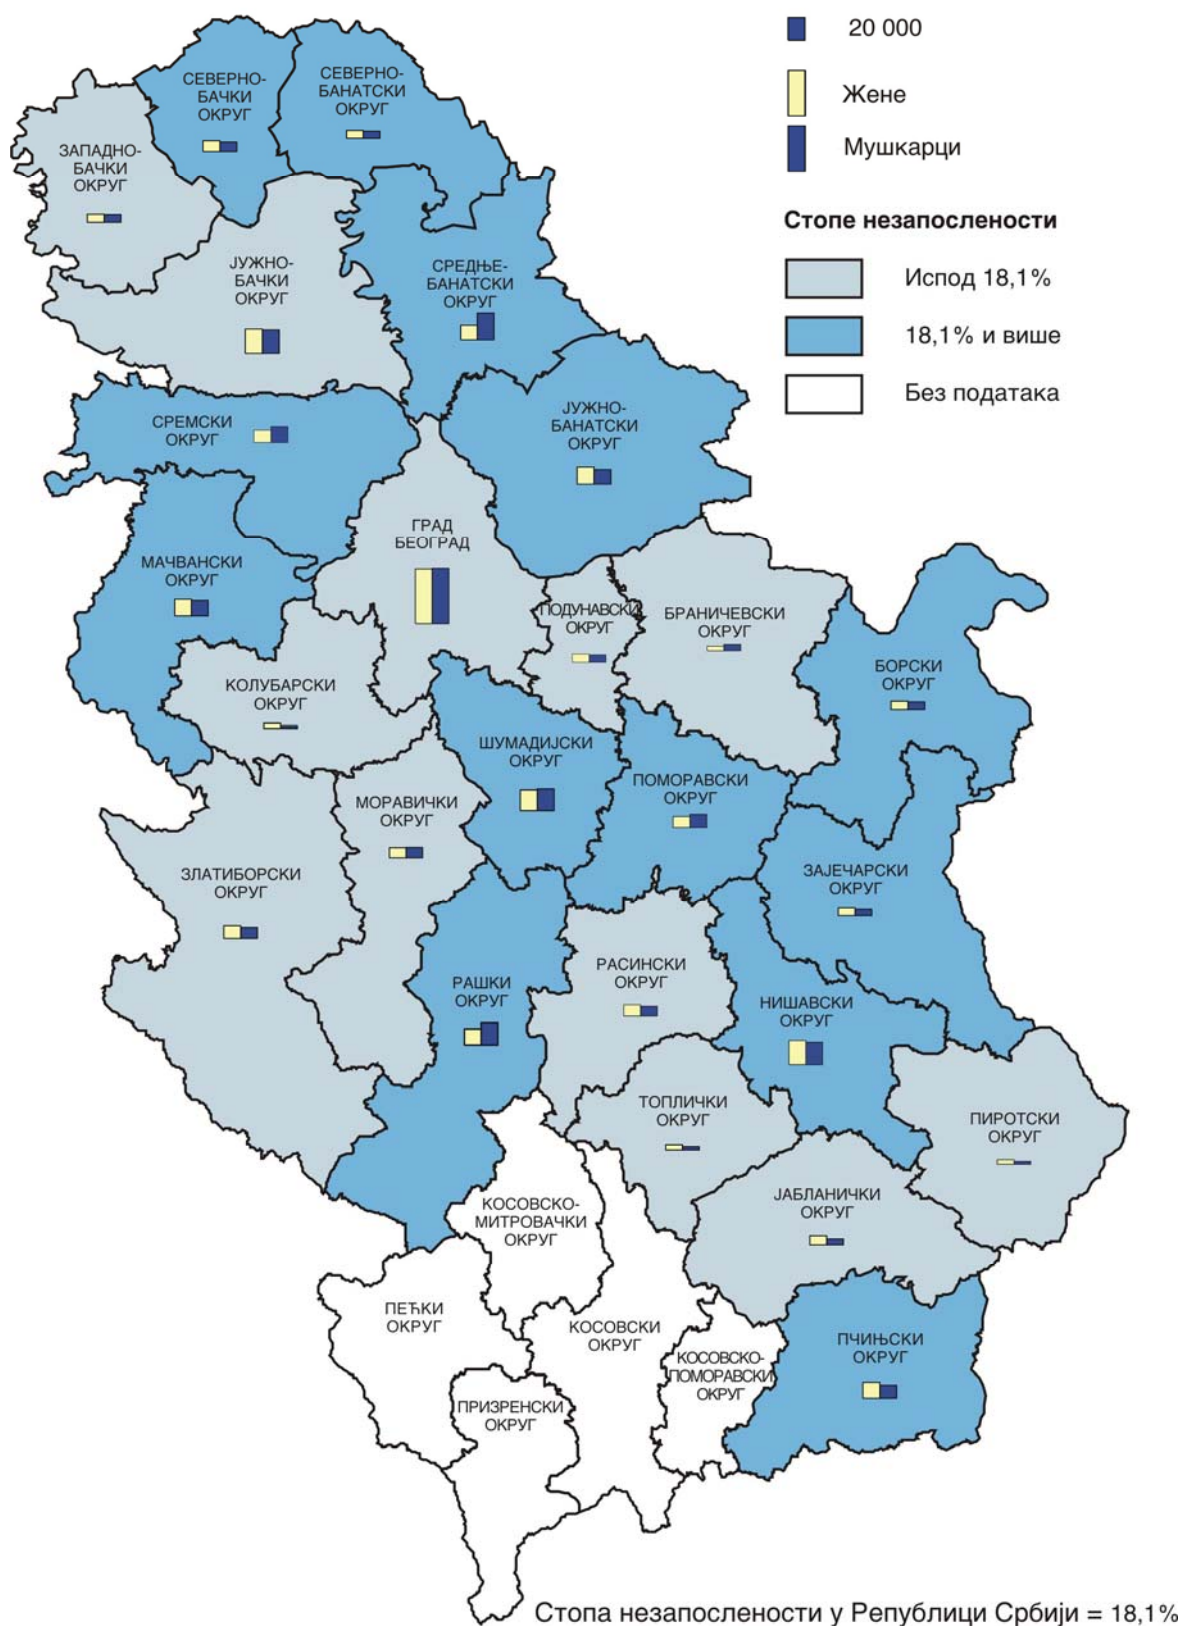 20 000
Жене
Мушкарци
Стопе незапослености
Испод 18,1%
18,1% и више
Без података
СЕВЕРНО-
БАЧКИ
ОКРУГ
СЕВЕРНО-
БАНАТСКИ
ОКРУГ
ЗАПАДНО-
БАЧКИ
ОКРУГ
ЈУЖНО-
БАЧКИ
ОКРУГ
СРЕДЊЕ-
БАНАТСКИ
ОКРУГ
СРЕМСКИ
ОКРУГ
ЈУЖНО-
БАНАТСКИ
ОКРУГ
ГРАД
БЕОГРАД
МАЧВАНСКИ
ОКРУГ
ПОДУНАВСКИ
ОКРУГ
БРАНИЧЕВСКИ
ОКРУГ
БОРСКИ
ОКРУГ
КОЛУБАРСКИ
ОКРУГ
ШУМАДИЈСКИ
ОКРУГ
ПОМОРАВСКИ
ОКРУГ
МОРАВИЧКИ
ОКРУГ
ЗЛАТИБОРСКИ
ОКРУГ
ЗАЈЕЧАРСКИ
ОКРУГ
РАШКИ
ОКРУГ
РАСИНСКИ
ОКРУГ
НИШАВСКИ
ОКРУГ
ТОПЛИЧКИ
ОКРУГ
ПИРОТСКИ
ОКРУГ
ЈАБЛАНИЧКИ
ОКРУГ
КОСОВСКО-
МИТРОВАЧКИ
ОКРУГ
ПЕЋКИ
ОКРУГ
КОСОВСКИ
ОКРУГ
КОСОВСКО-
ПОМОРАВСКИ
ОКРУГ
ПЧИЊСКИ
ОКРУГ
ПРИЗРЕНСКИ
ОКРУГ
Стопа незапослености у Републици Србији = 18,1%